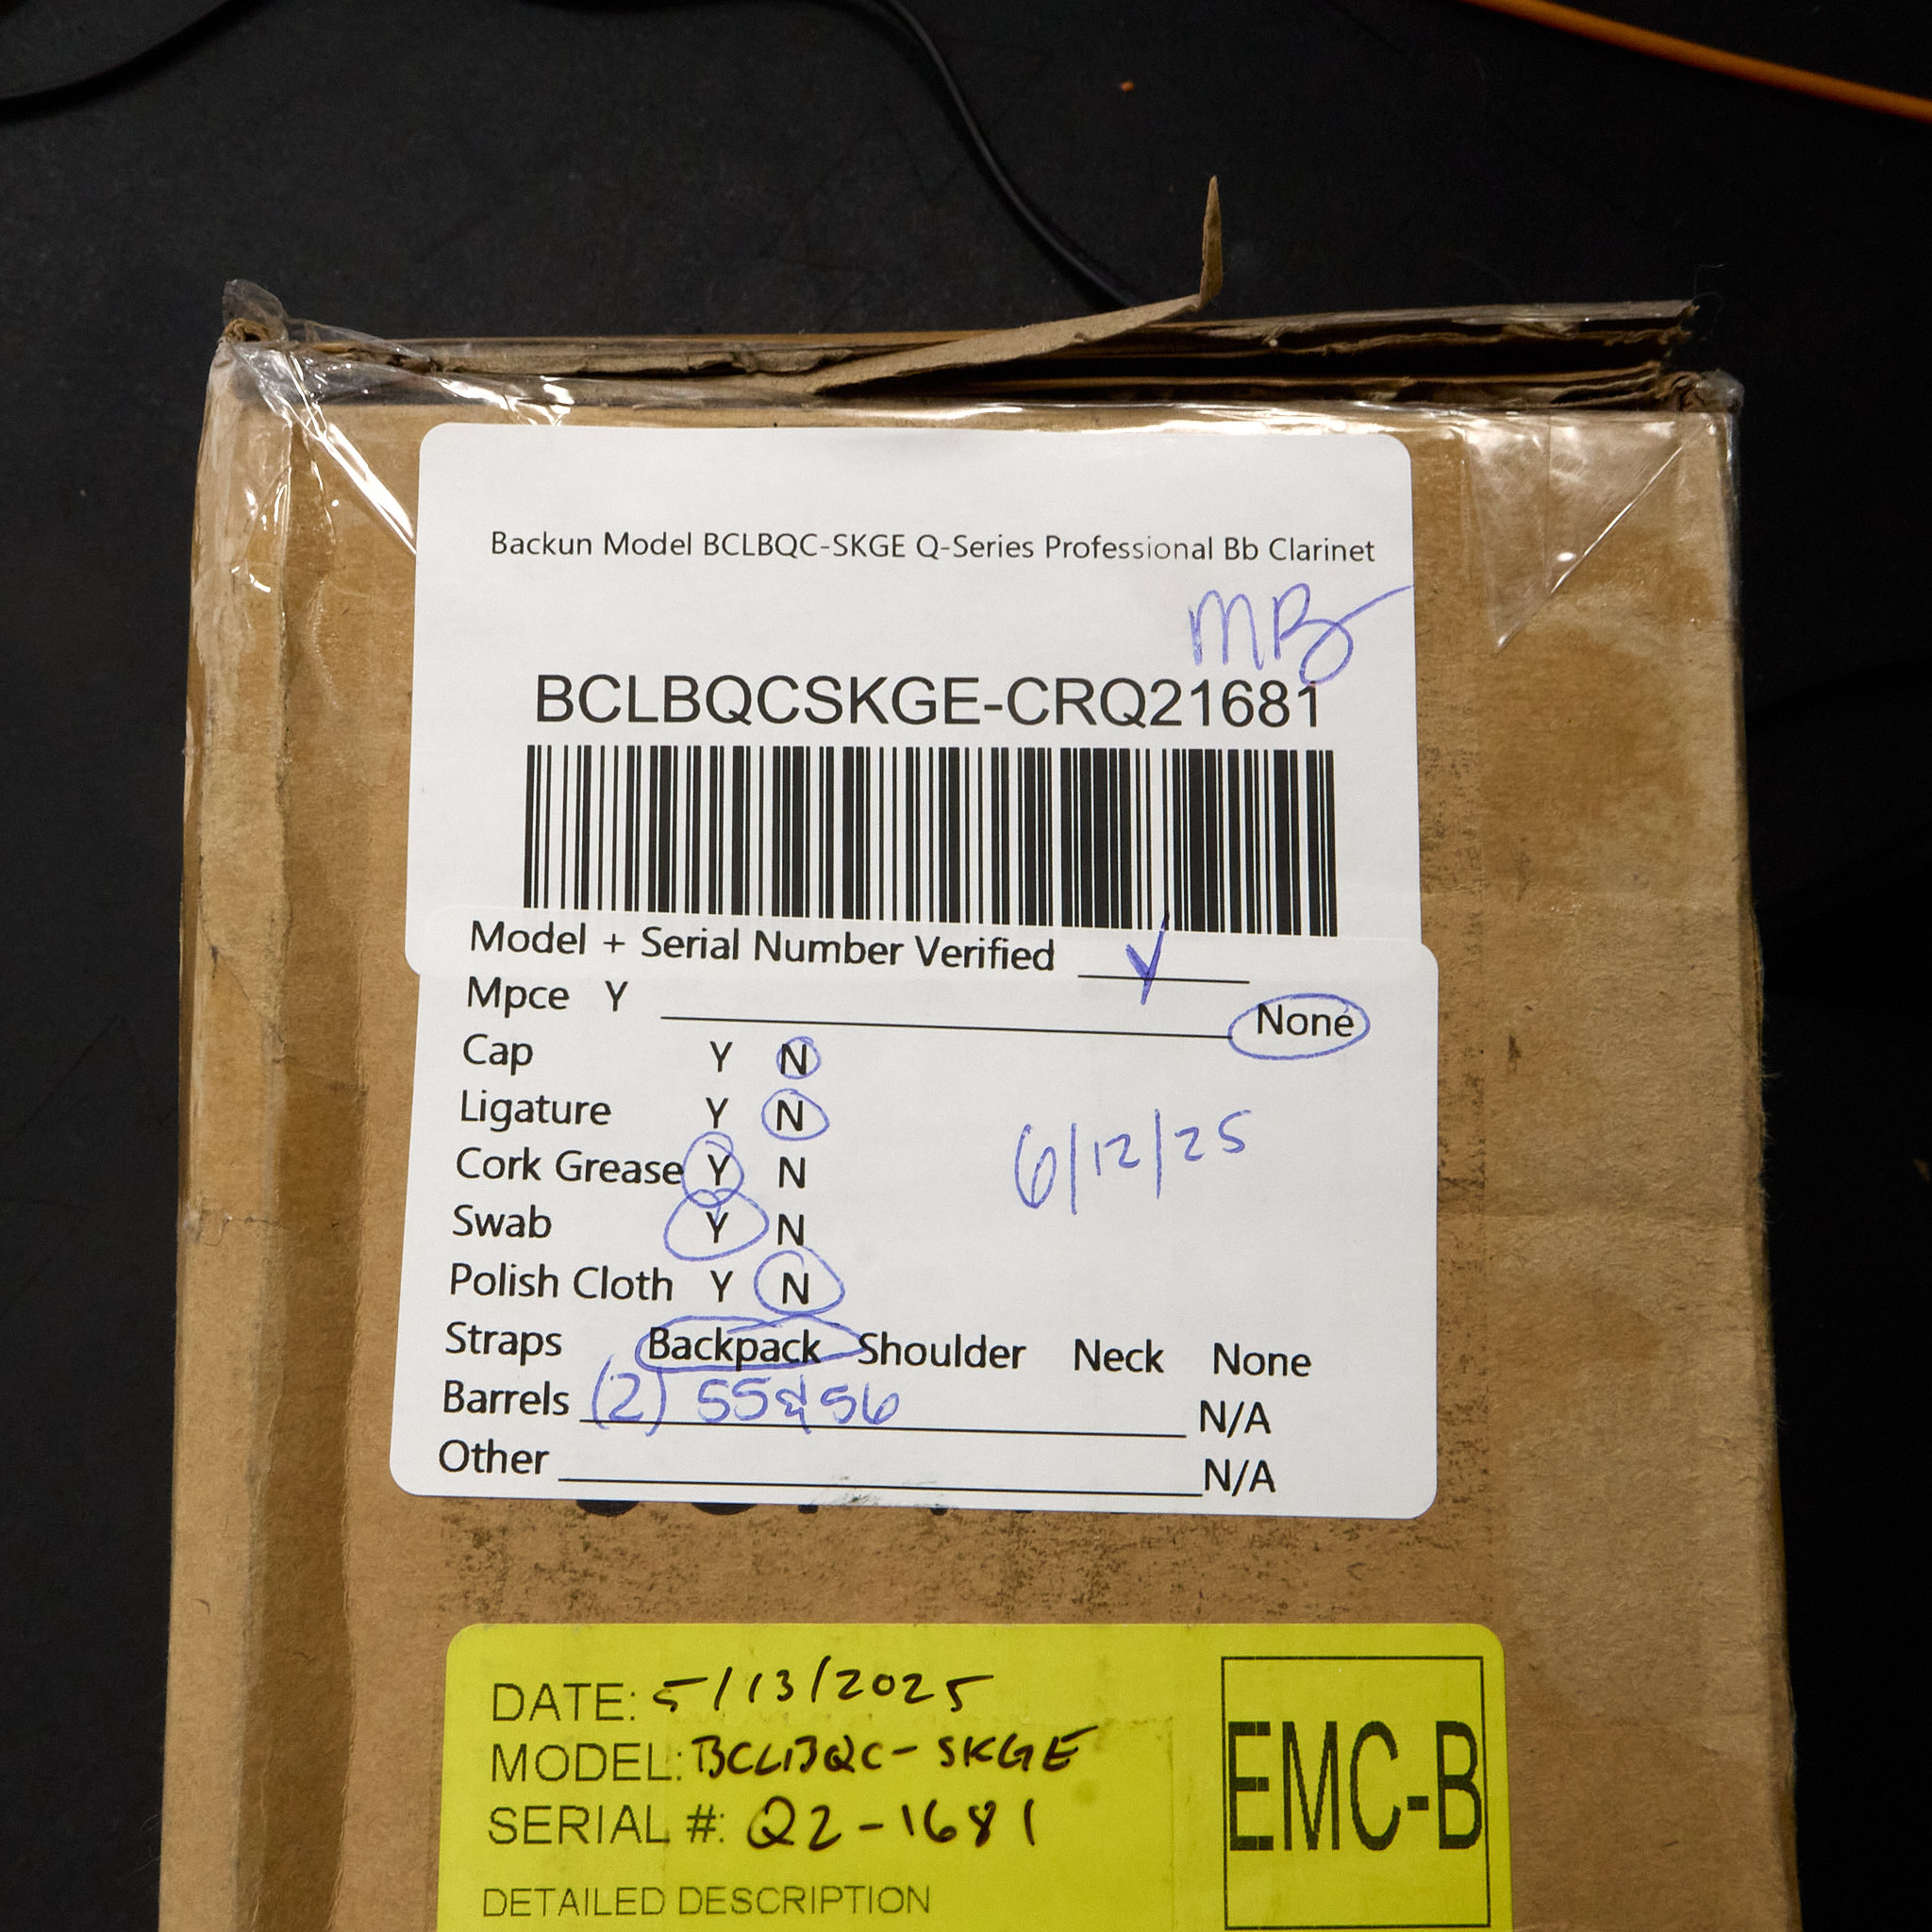 Backun Model BCLBQC-SKGE Q-Series Professional Bb Clarinet
MB
BCLBQCSKGE-CRQ21681
Model + Serial Number Verified ✓
Mpce Y None
Cap Y N
Ligature Y N
Cork Grease Y N
6/12/25
Swab Y N
Polish Cloth Y N
Straps Backpack Shoulder Neck None
Barrels (2) 55 & 56 N/A
Other N/A
DATE: 5/13/2025
MODEL: BCLBQC-SKGE
SERIAL #: Q2-1681
EMC-B
DETAILED DESCRIPTION